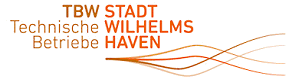 TBW STADT
Technische WILHELMS
Betriebe HAVEN